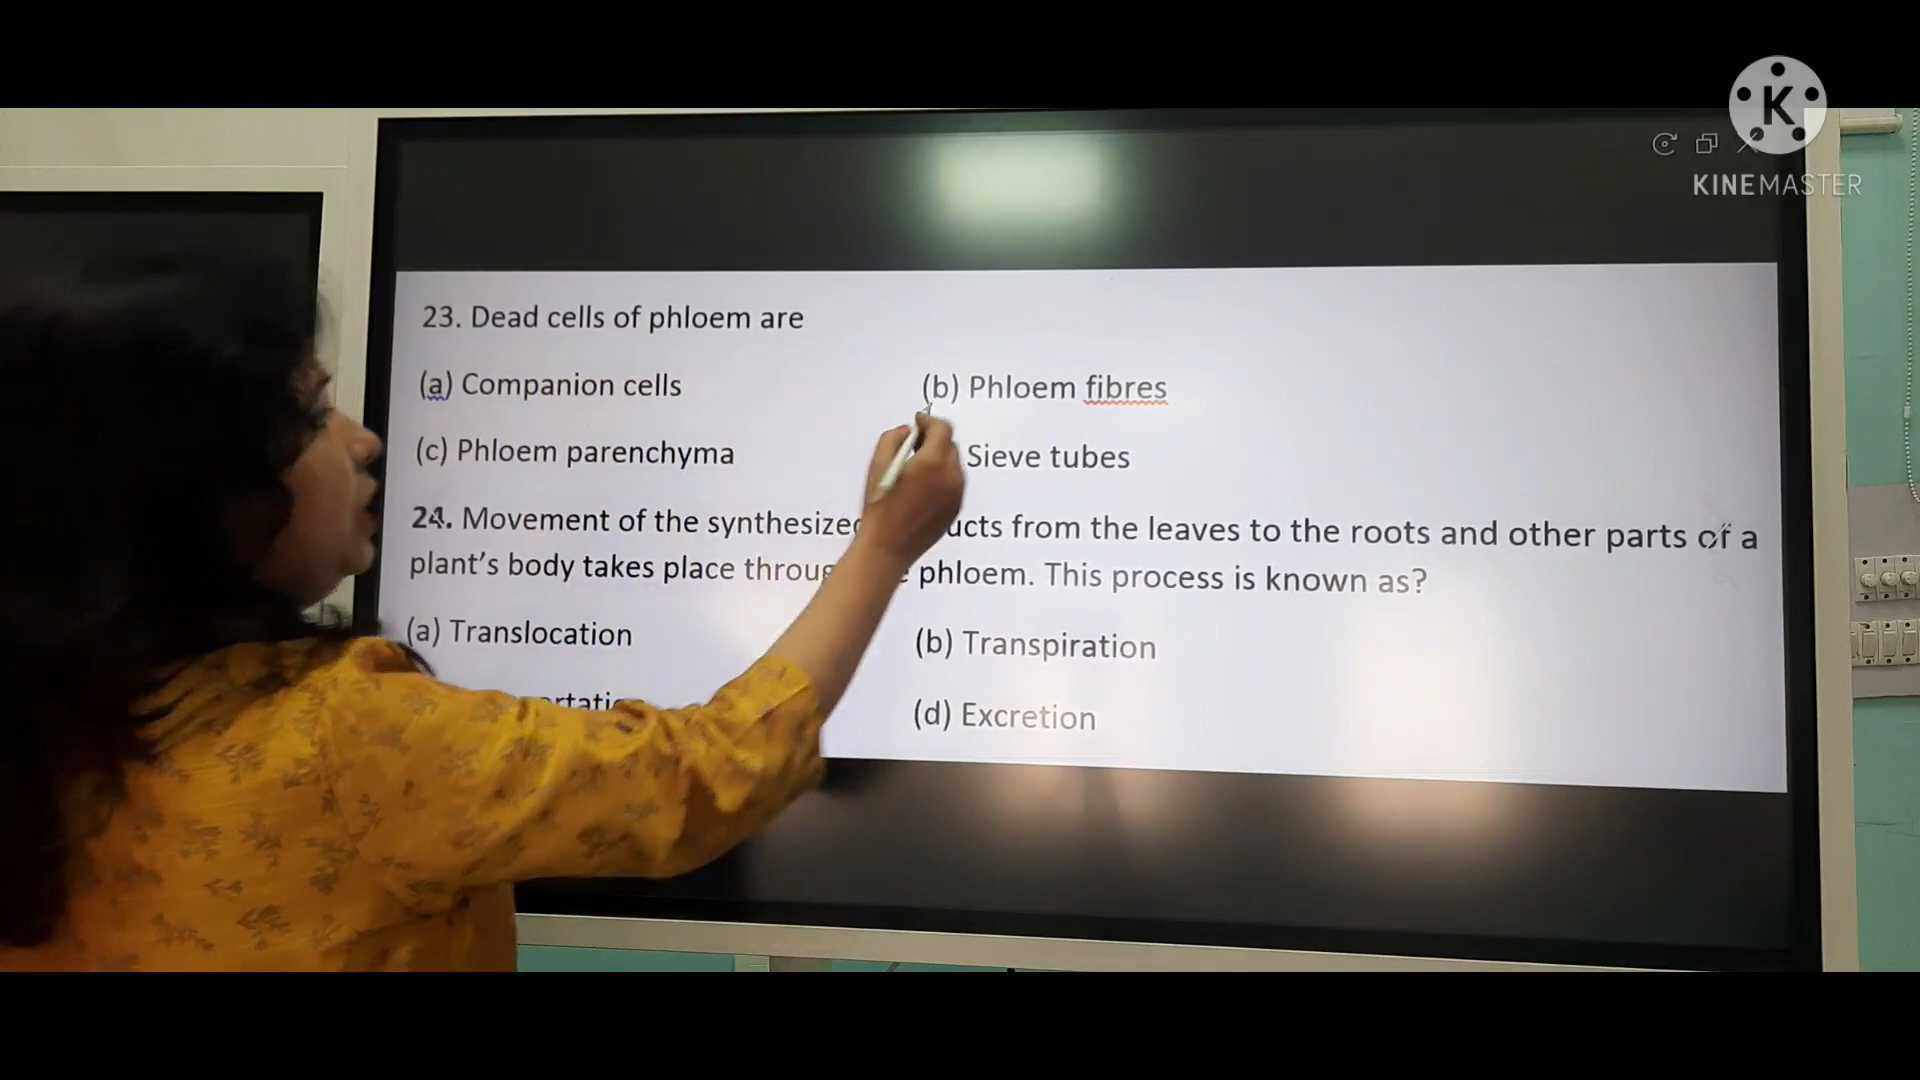 K
KINEMASTER
23. Dead cells of phloem are
(a) Companion cells (b) Phloem fibres
(c) Phloem parenchyma Sieve tubes
24. Movement of the synthesized ucts from the leaves to the roots and other parts of a
plant's body takes place phloem. This process is known as?
(a) Translocation (b) Transpiration
(d) Excretion